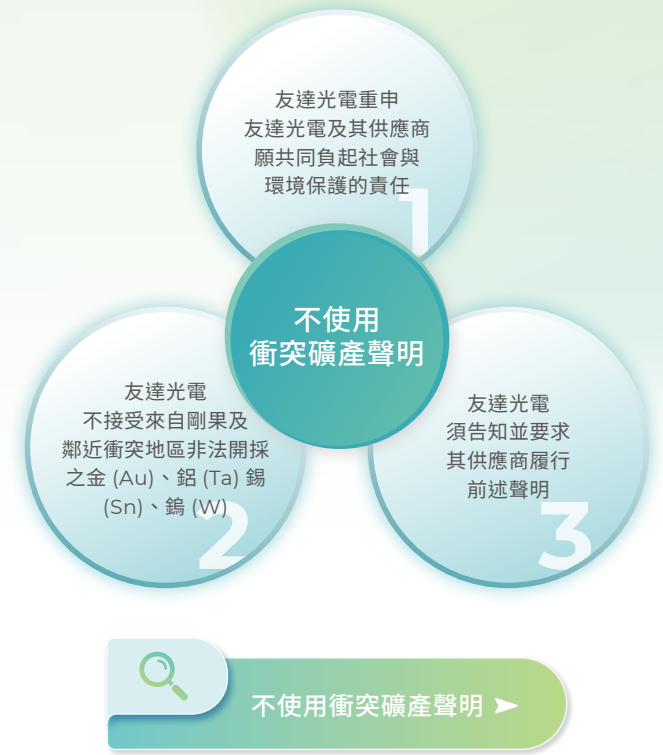 友達光電重申
友達光電及其供應商
願共同負起社會與
環境保護的責任
1
不使用
衝突礦產聲明
友達光電
不接受來自剛果及
鄰近衝突地區非法開採
之金 (Au)、鋁 (Ta) 錫
(Sn)、鎢 (W)
2
友達光電
須告知並要求
其供應商履行
前述聲明
3
不使用衝突礦產聲明 ➤